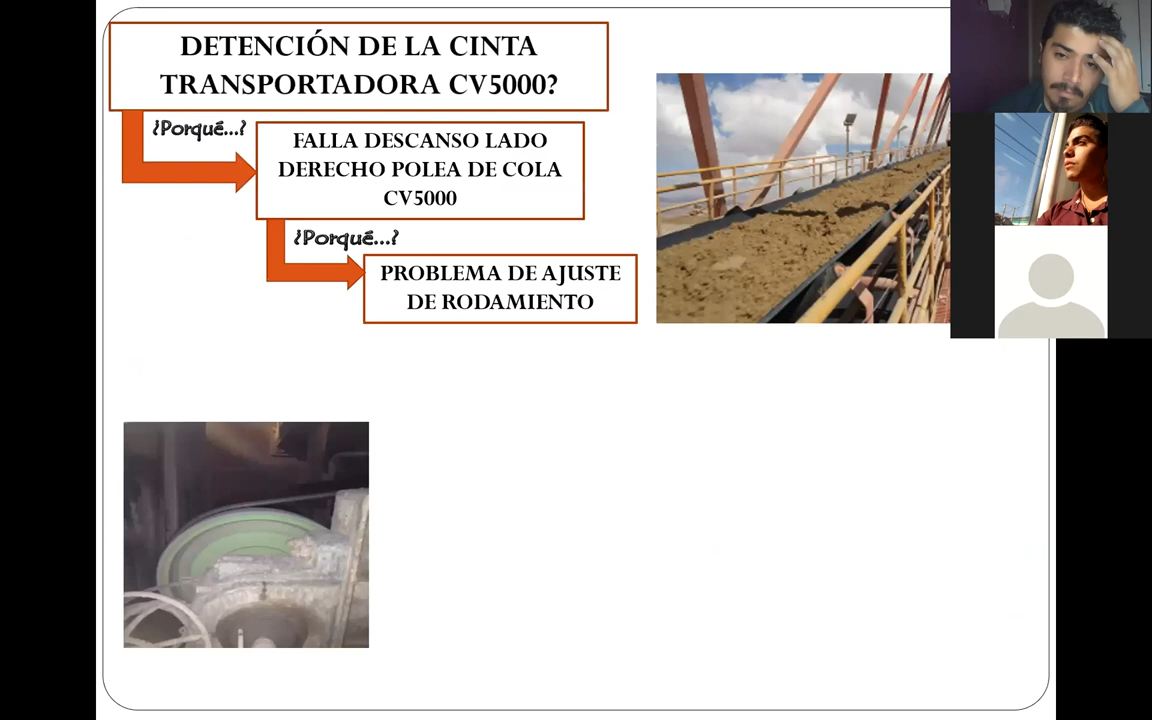 DETENCIÓN DE LA CINTA
TRANSPORTADORA CV5000?
¿Porqué...?
FALLA DESCANSO LADO
DERECHO POLEA DE COLA
CV5000
¿Porqué...?
PROBLEMA DE AJUSTE
DE RODAMIENTO